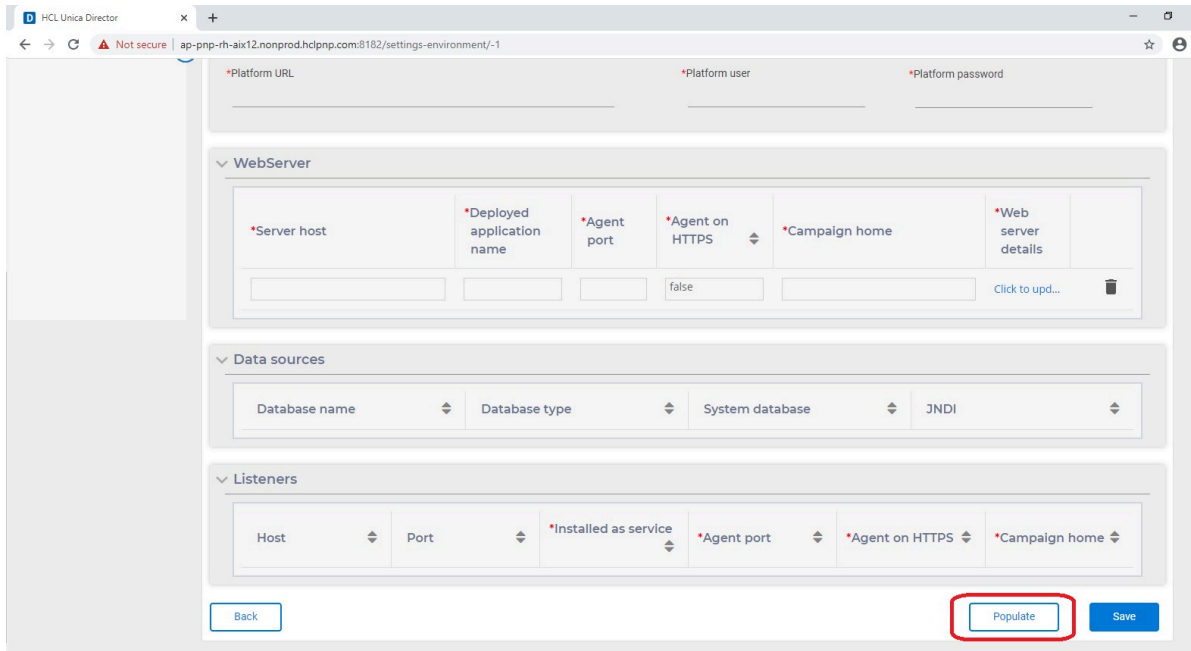 HCL Unica Director
Not secure | ap-pnp-rh-aix12.nonprod.hclpnp.com:8182/settings-environment/-1
*Platform URL *Platform user *Platform password
WebServer
*Server host *Deployed application name *Agent port *Agent on HTTPS *Campaign home *Web server details
false Click to upd...
Data sources
Database name Database type System database JNDI
Listeners
Host Port *Installed as service *Agent port *Agent on HTTPS *Campaign home
Back Populate Save